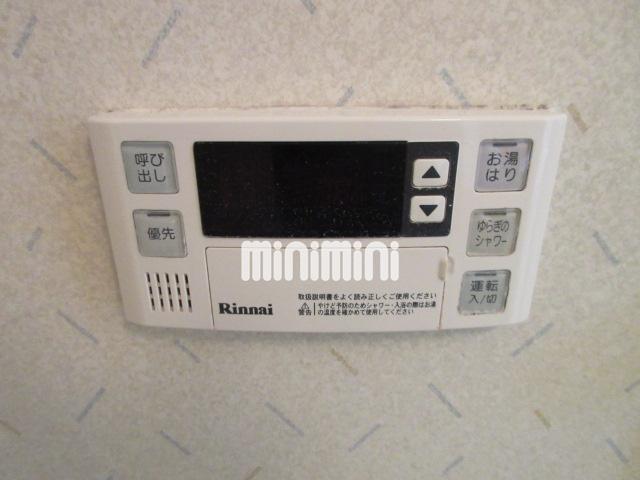 呼び
出し
優先
お湯
はり
ゆらぎの
シャワー
運転
入/切
minimini
Rinnai
取扱説明書をよく読み正しくご使用ください
警告
やけど予防のためシャワー・入浴の際はお湯
の温度を確かめて使用してください